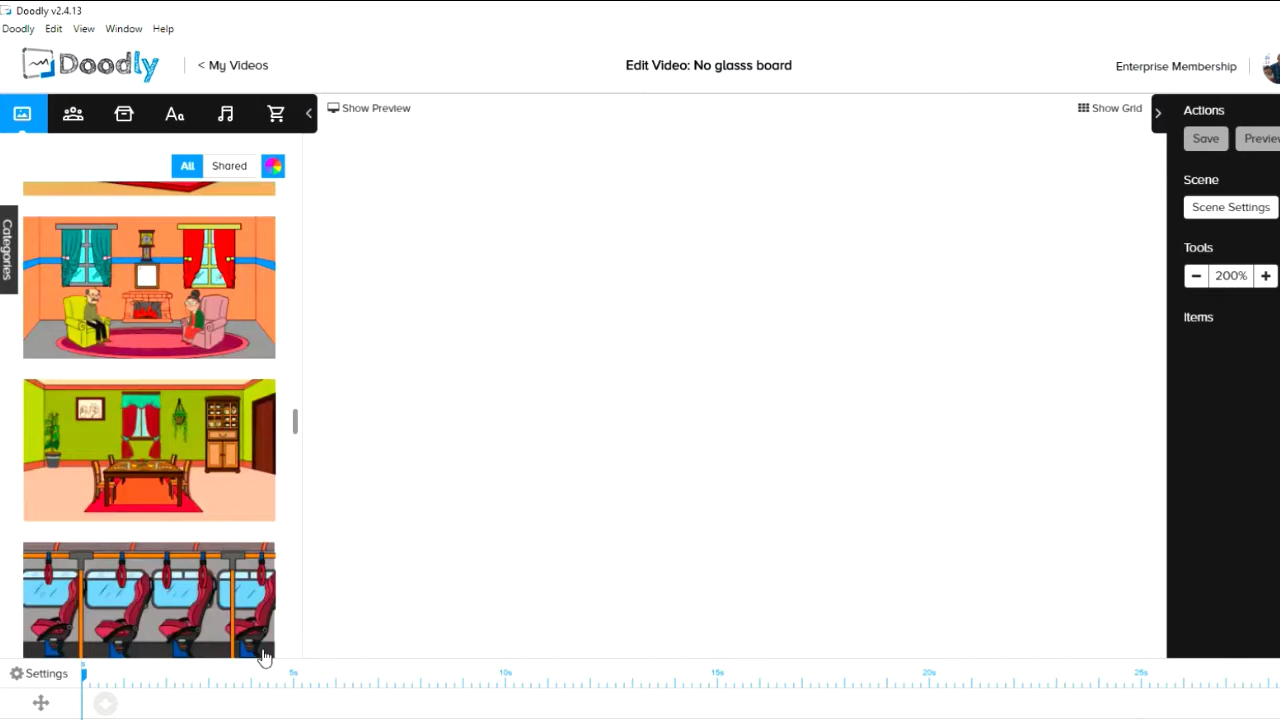 Doodly v2.4.13
Doodly Edit View Window Help
Doodly < My Videos Edit Video: No glasss board Enterprise Membership
Aa Show Preview Show Grid Actions
Save Preview
All Shared
Scene
Scene Settings
Categories
Tools
200%
Items
Settings 5s 10s 15s 20s 25s